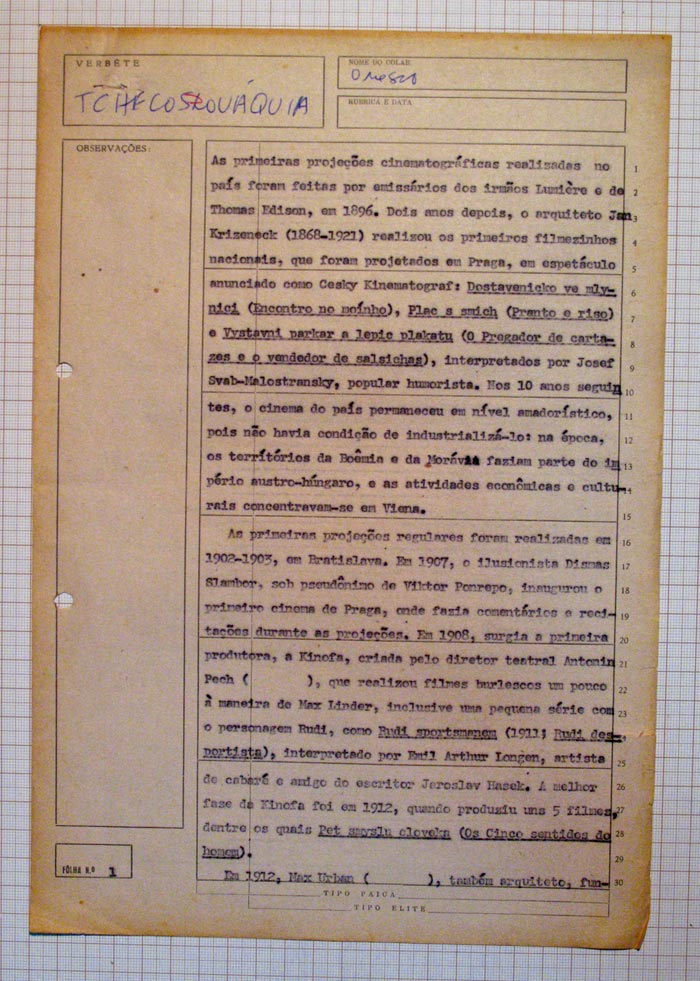 VERBÊTE
TCHECOSLOVÁQUIA
NOME DO COLAB.
RUBRICA E DATA
OBSERVAÇÕES:
As primeiras projeções cinematográficas realizadas no 1
país foram feitas por emissários dos irmãos Lumière e de 2
Thomas Edison, em 1896. Dois anos depois, o arquiteto Jan 3
Krizeneck (1868-1921) realizou os primeiros filmezinhos 4
nacionais, que foram projetados em Praga, em espetáculo 5
anunciado como Cesky Kinematograf: Dostavenicko ve mly- 6
nici (Encontro no moínho), Plac s smich (Pranto e riso) 7
e Vystavni parkar a lepic plakatu (O Pregador de carta- 8
zes e o vendedor de salsichas), interpretados por Josef 9
Svab-Malostransky, popular humorista. Nos 10 anos seguin 10
tes, o cinema do país permaneceu em nível amadorístico, 11
pois não havia condição de industrializá-lo: na época, 12
os territórios da Boêmia e da Morávia faziam parte do im 13
pério austro-húngaro, e as atividades econômicas e cultu- 14
rais concentravam-se em Viena. 15
As primeiras projeções regulares foram realizadas em 16
1902-1903, em Bratislava. Em 1907, o ilusionista Dismas 17
Slambor, sob pseudônimo de Viktor Ponrepo, inaugurou o 18
primeiro cinema de Praga, onde fazia comentários e reci- 19
tações durante as projeções. Em 1908, surgia a primeira 20
produtora, a Kinofa, criada pelo diretor teatral Antonin 21
Pech ( ), que realizou filmes burlescos um pouco 22
à maneira de Max Linder, inclusive uma pequena série com 23
o personagem Rudi, como Rudi sportsmanem (1911; Rudi des-
portista), interpretado por Emil Arthur Longen, artista 25
de cabaré e amigo do escritor Jaroslav Hasek. A melhor 26
fase da Kinofa foi em 1912, quando produziu uns 5 filmes, 27
dentre os quais Pet smyslu cloveka (Os Cinco sentidos do 28
homem). 29
Em 1912, Max Urban ( ), também arquiteto, fun- 30
FÔLHA N.º 1
TIPO PAICA
TIPO ELITE